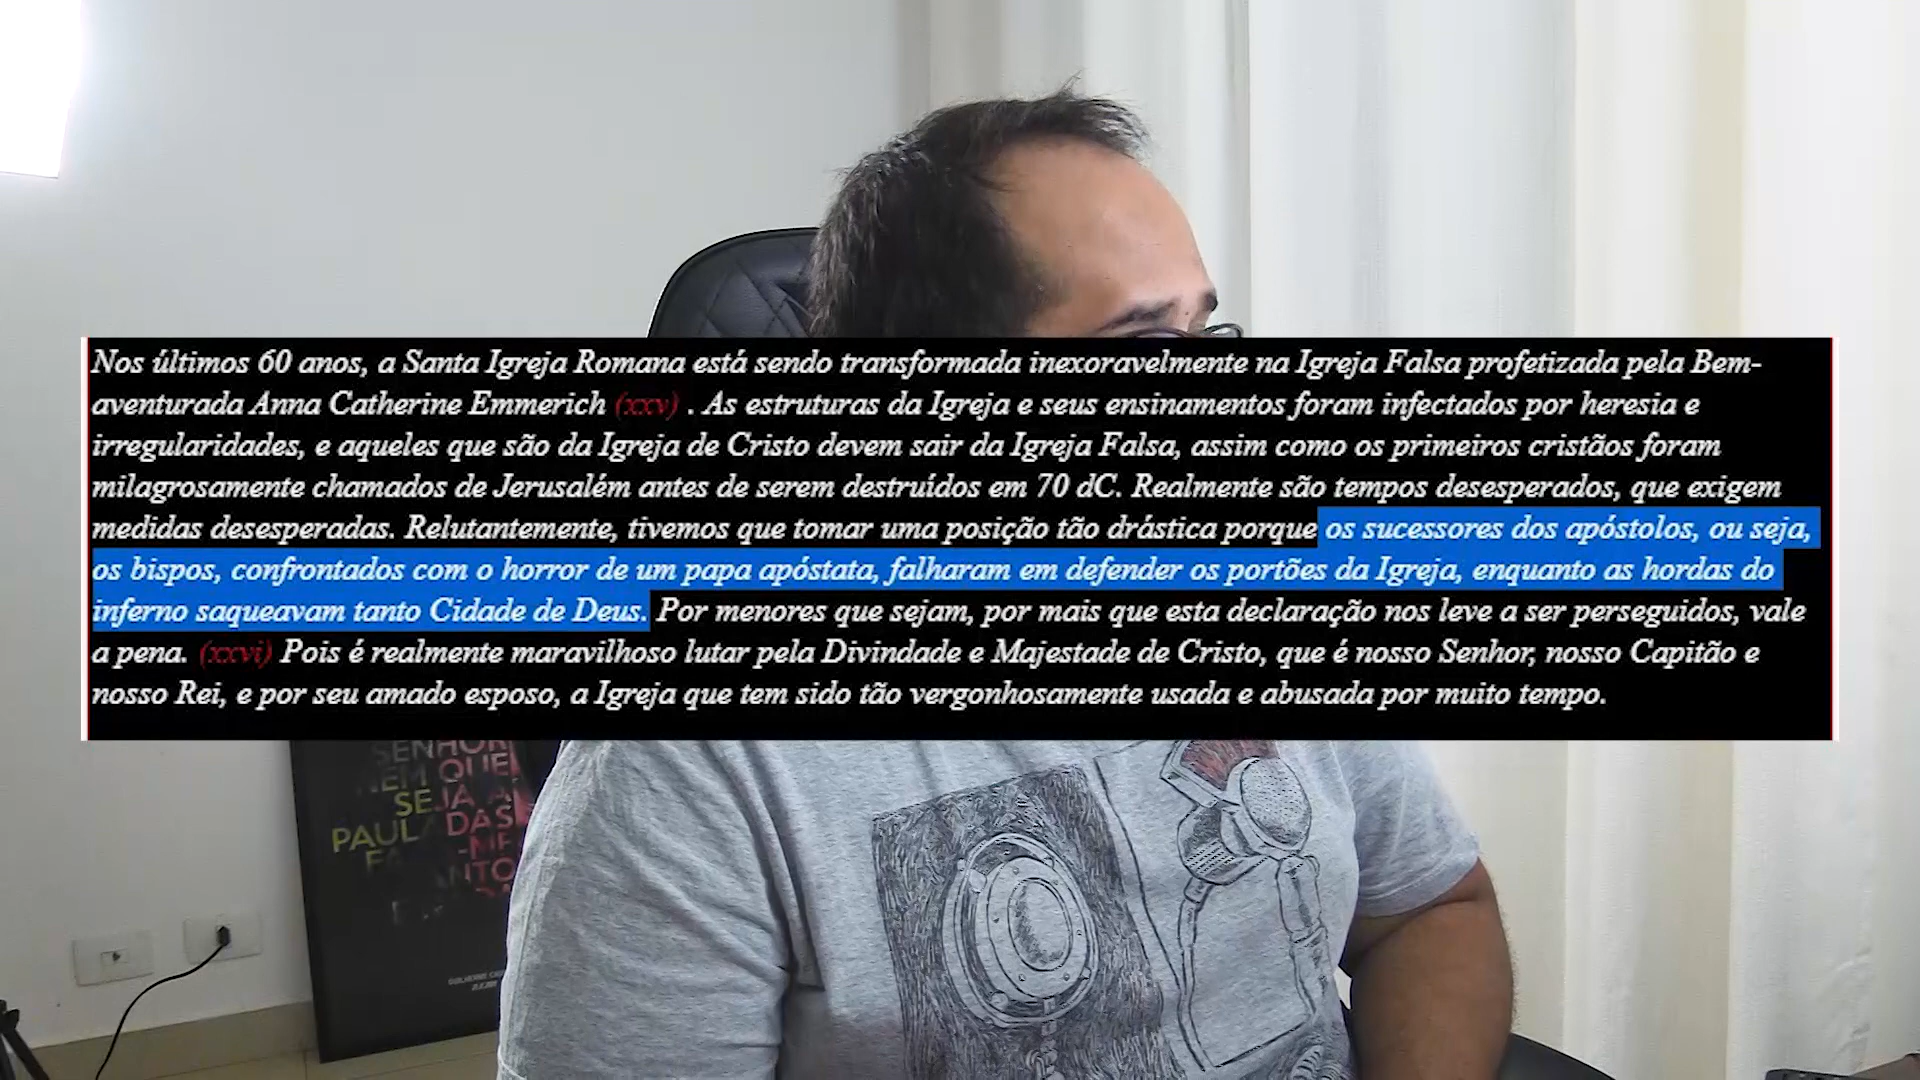 Nos últimos 60 anos, a Santa Igreja Romana está sendo transformada inexoravelmente na Igreja Falsa profetizada pela Bem-
aventurada Anna Catherine Emmerich (xxv) . As estruturas da Igreja e seus ensinamentos foram infectados por heresia e
irregularidades, e aqueles que são da Igreja de Cristo devem sair da Igreja Falsa, assim como os primeiros cristãos foram
milagrosamente chamados de Jerusalém antes de serem destruídos em 70 dC. Realmente são tempos desesperados, que exigem
medidas desesperadas. Relutantemente, tivemos que tomar uma posição tão drástica porque os sucessores dos apóstolos, ou seja,
os bispos, confrontados com o horror de um papa apóstata, falharam em defender os portões da Igreja, enquanto as hordas do
inferno saqueavam tanto Cidade de Deus. Por menores que sejam, por mais que esta declaração nos leve a ser perseguidos, vale
a pena. (xxvi) Pois é realmente maravilhoso lutar pela Divindade e Majestade de Cristo, que é nosso Senhor, nosso Capitão e
nosso Rei, e por seu amado esposo, a Igreja que tem sido tão vergonhosamente usada e abusada por muito tempo.
SENHOR
NEM QUE
SEJA
DAS